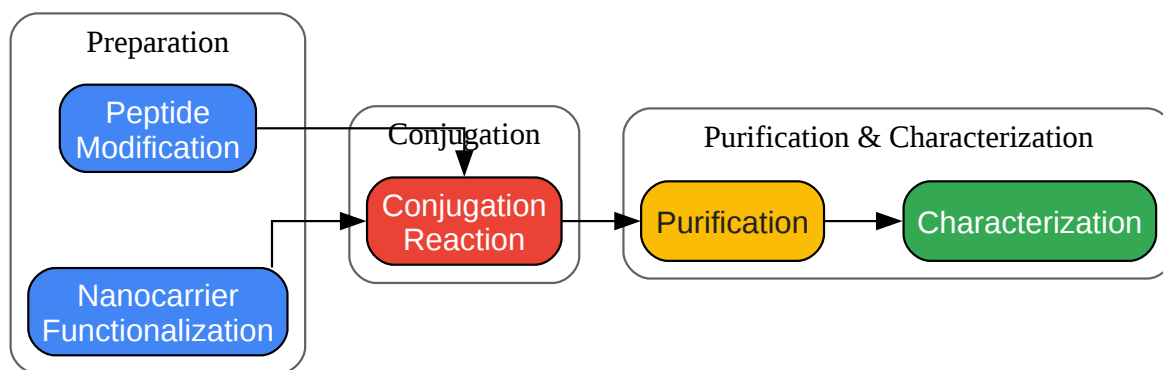 Preparation
Peptide
Modification
Nanocarrier
Functionalization
Conjugation
Conjugation
Reaction
Purification & Characterization
Purification
Characterization